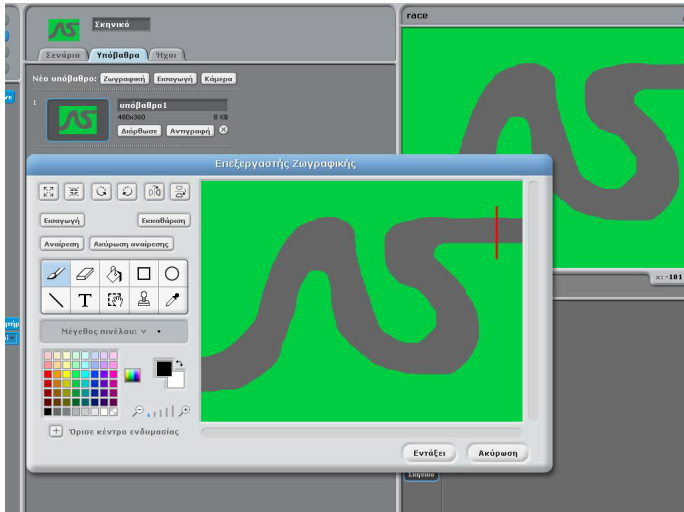 Σκηνικό
race
Σενάρια Υπόβαθρα Ήχοι
Νέο υπόβαθρο: Ζωγραφική Εισαγωγή Κάμερα
1
υπόβαθρο1
480x360 8 KB
Διόρθωσε Αντιγραφή
Επεξεργαστής Ζωγραφικής
Εισαγωγή Εκκαθάριση
Αναίρεση Ακύρωση αναίρεσης
T
x: -101
Μέγεθος πινέλου:
Όρισε κέντρο ενδυμασίας
Εντάξει Ακύρωση
Σκηνικό